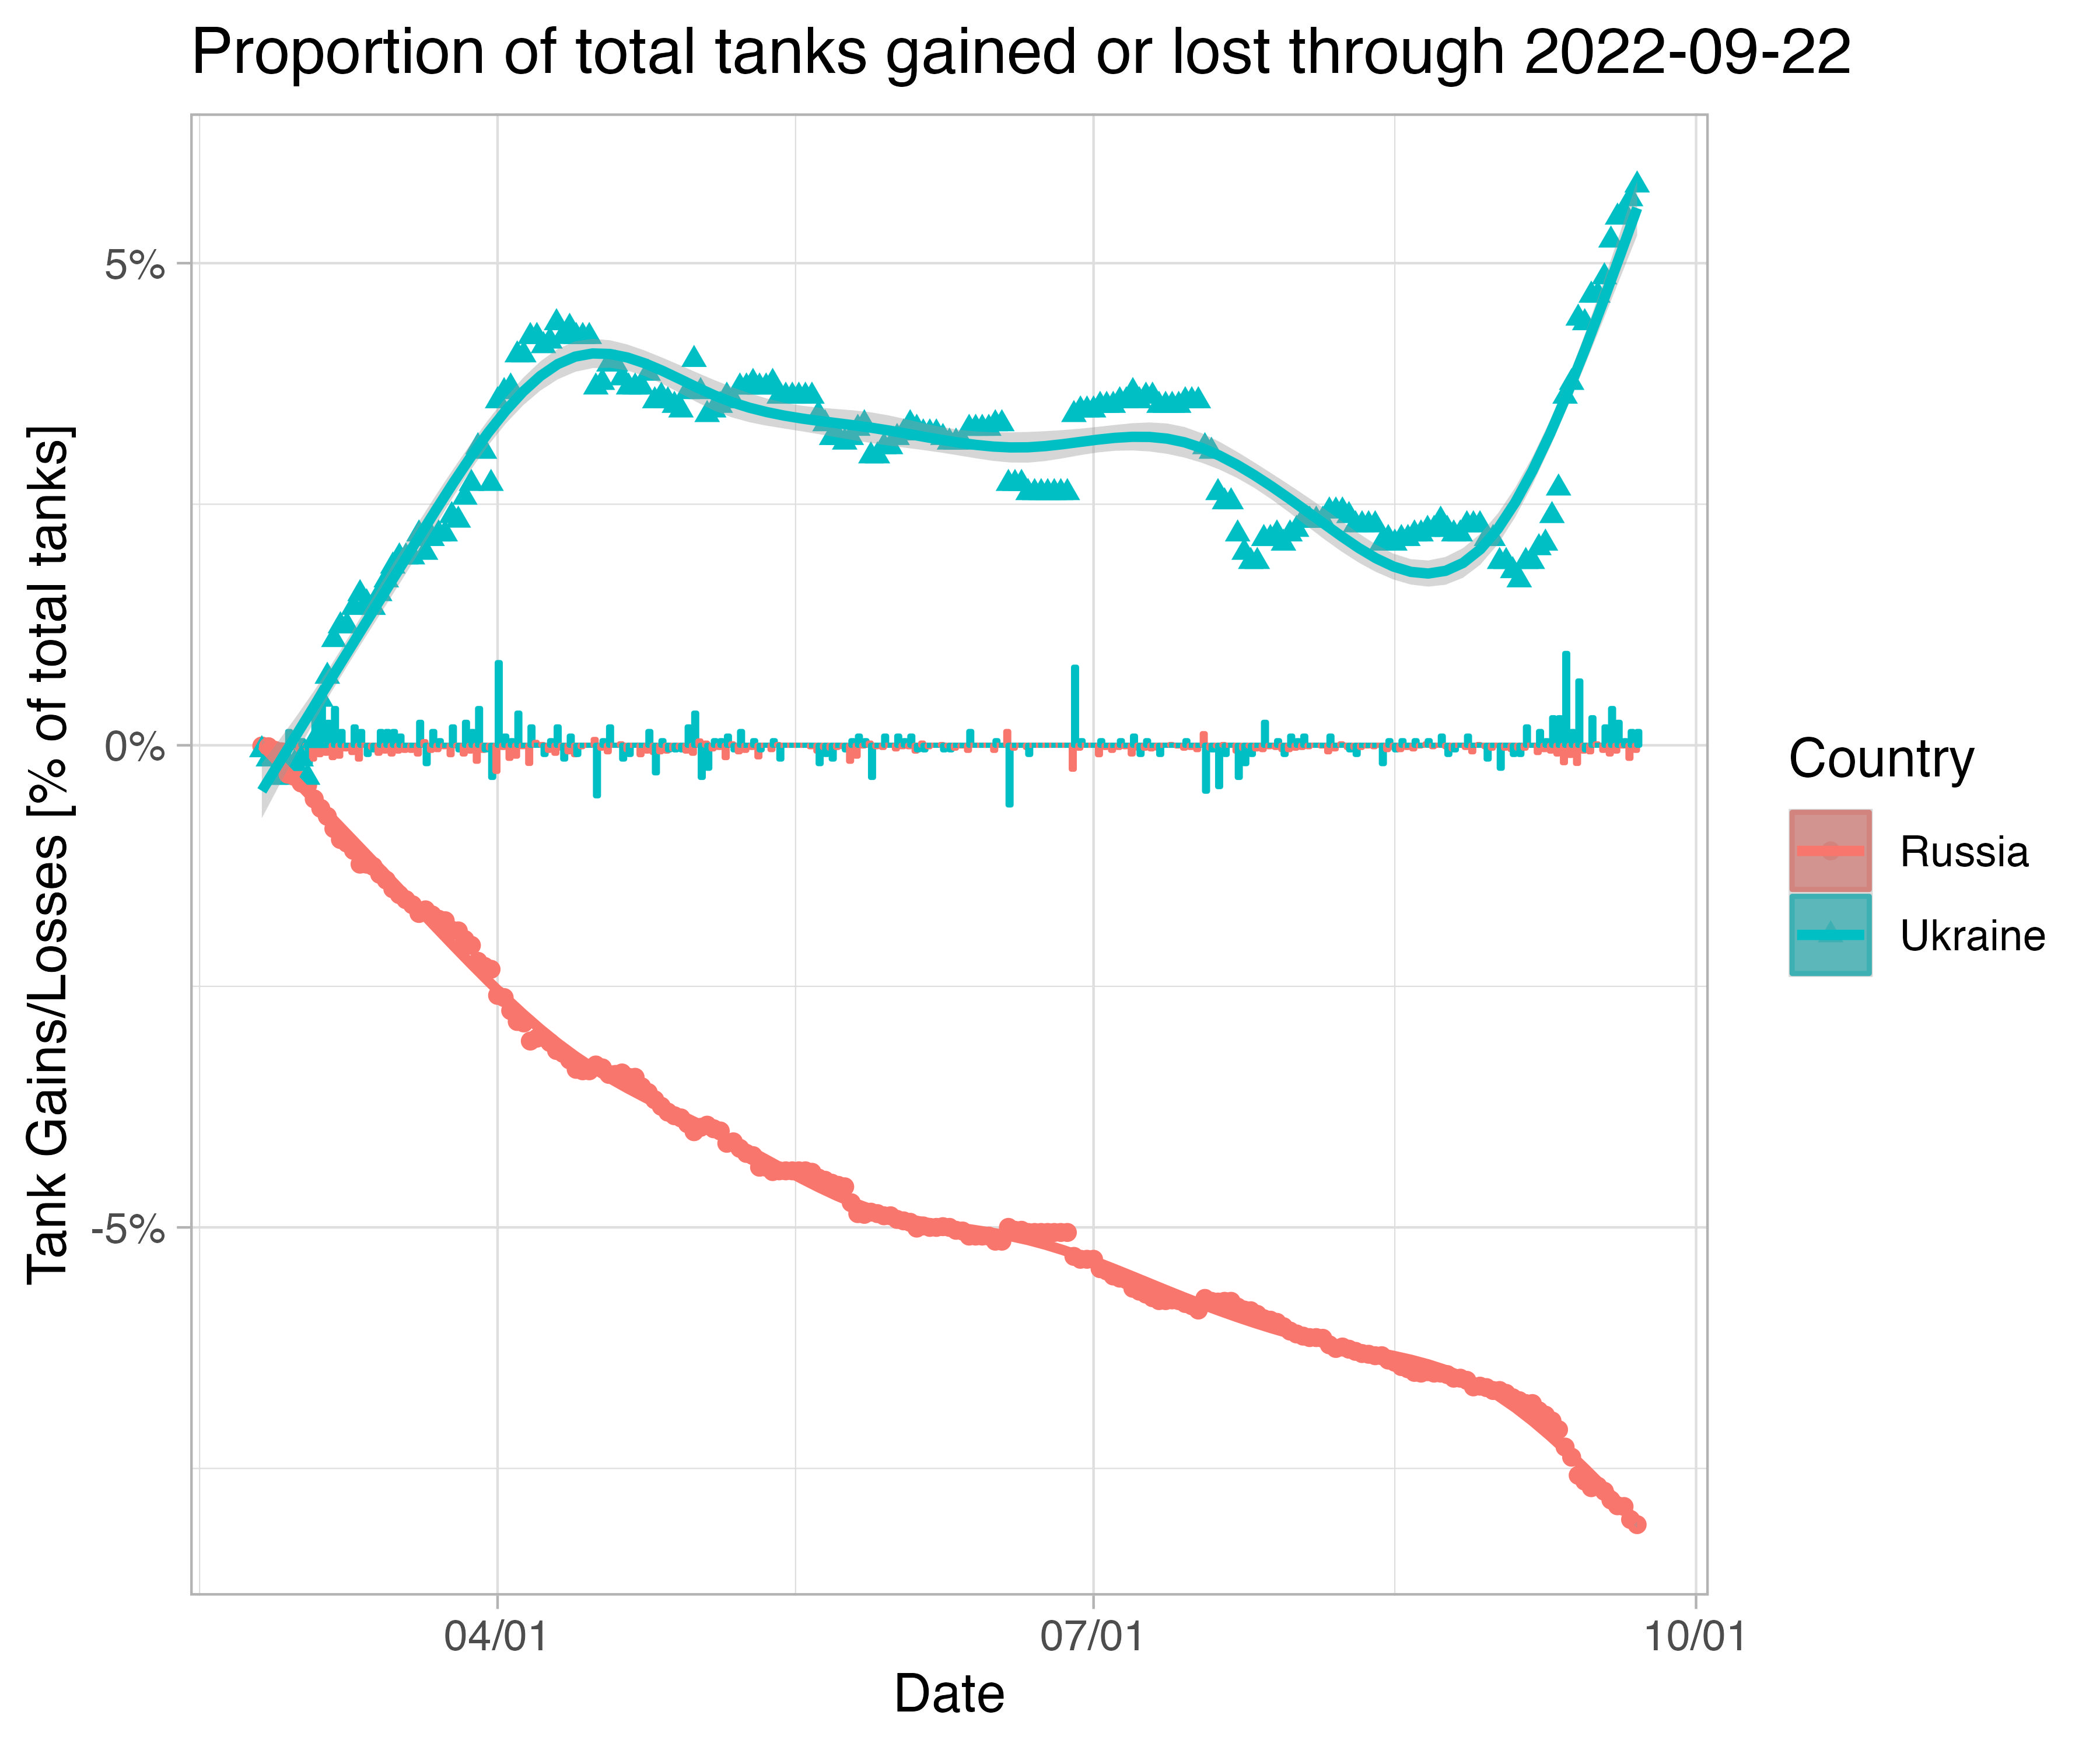 Proportion of total tanks gained or lost through 2022-09-22
Tank Gains/Losses [% of total tanks]
5%
0%
-5%
04/01
07/01
10/01
Date
Country
Russia
Ukraine